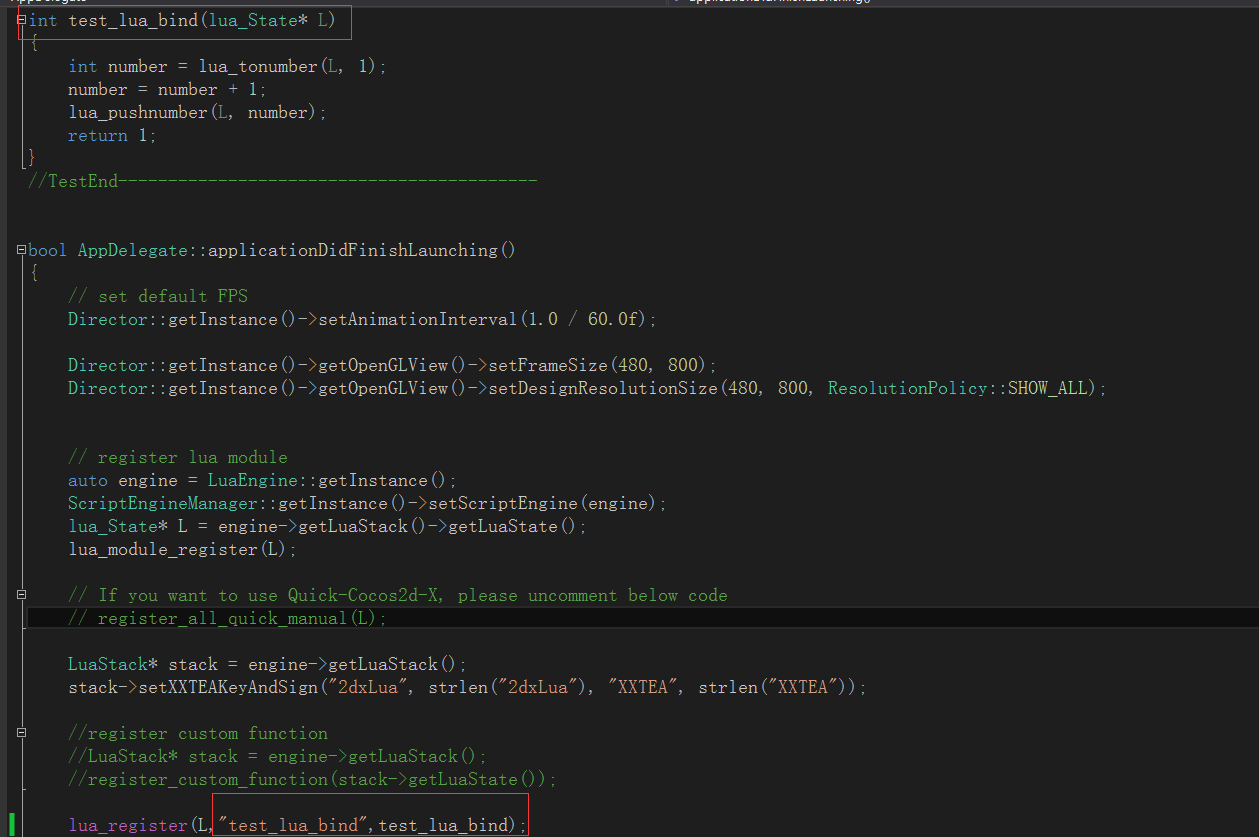 int test_lua_bind(lua_State* L)
{
int number = lua_tonumber(L, 1);
number = number + 1;
lua_pushnumber(L, number);
return 1;
}
//TestEnd------------------------------------------
bool AppDelegate::applicationDidFinishLaunching()
{
// set default FPS
Director::getInstance()->setAnimationInterval(1.0 / 60.0f);
Director::getInstance()->getOpenGLView()->setFrameSize(480, 800);
Director::getInstance()->getOpenGLView()->setDesignResolutionSize(480, 800, ResolutionPolicy::SHOW_ALL);
// register lua module
auto engine = LuaEngine::getInstance();
ScriptEngineManager::getInstance()->setScriptEngine(engine);
lua_State* L = engine->getLuaStack()->getLuaState();
lua_module_register(L);
// If you want to use Quick-Cocos2d-X, please uncomment below code
// register_all_quick_manual(L);
LuaStack* stack = engine->getLuaStack();
stack->setXXTEAKeyAndSign("2dxLua", strlen("2dxLua"), "XXTEA", strlen("XXTEA"));
//register custom function
//LuaStack* stack = engine->getLuaStack();
//register_custom_function(stack->getLuaState());
lua_register(L,"test_lua_bind",test_lua_bind);